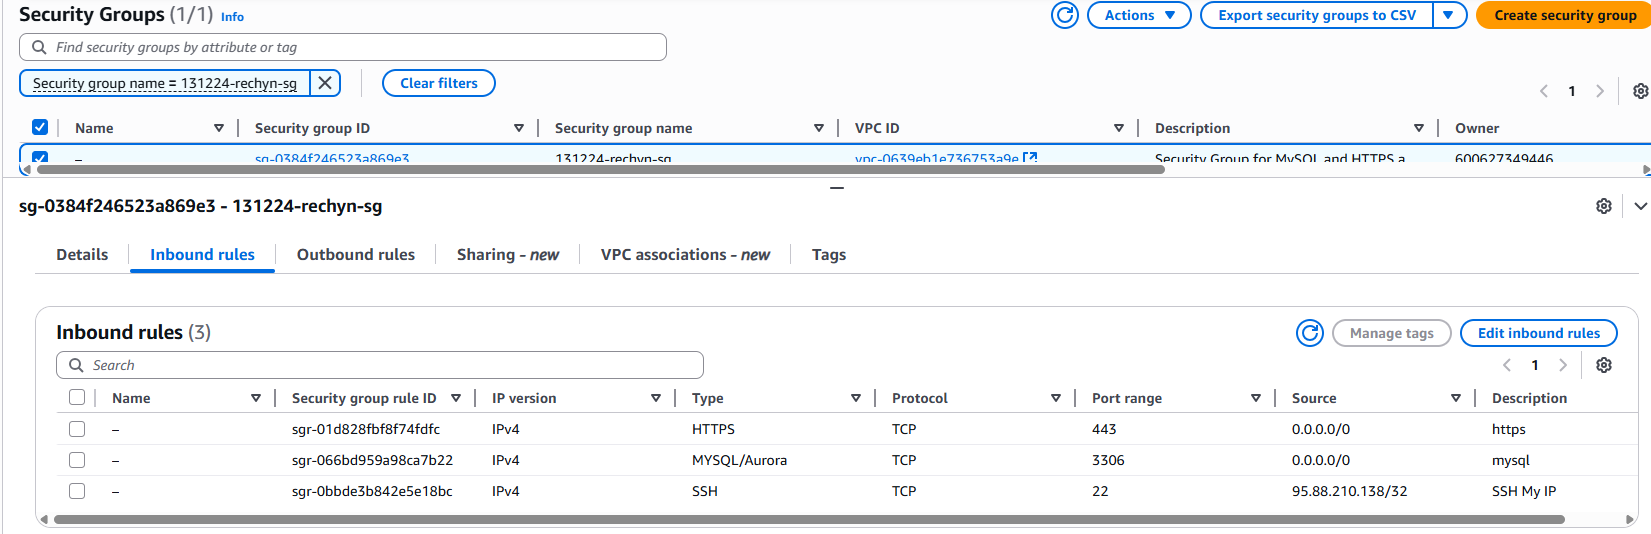 Security Groups (1/1) Info Actions Export security groups to CSV Create security group
Find security groups by attribute or tag
Security group name = 131224-rechyn-sg Clear filters
1
Name Security group ID Security group name VPC ID Description Owner
– sg-0384f246523a869e3 131224-rechyn-sg vpc-0639eb1e736753a9e Security Group for MySQL and HTTPS a 600627349446
sg-0384f246523a869e3 - 131224-rechyn-sg
Details Inbound rules Outbound rules Sharing - new VPC associations - new Tags
Inbound rules (3) Manage tags Edit inbound rules
Search 1
Name Security group rule ID IP version Type Protocol Port range Source Description
– sgr-01d828fbf8f74fdfc IPv4 HTTPS TCP 443 0.0.0.0/0 https
– sgr-066bd959a98ca7b22 IPv4 MYSQL/Aurora TCP 3306 0.0.0.0/0 mysql
– sgr-0bbde3b842e5e18bc IPv4 SSH TCP 22 95.88.210.138/32 SSH My IP